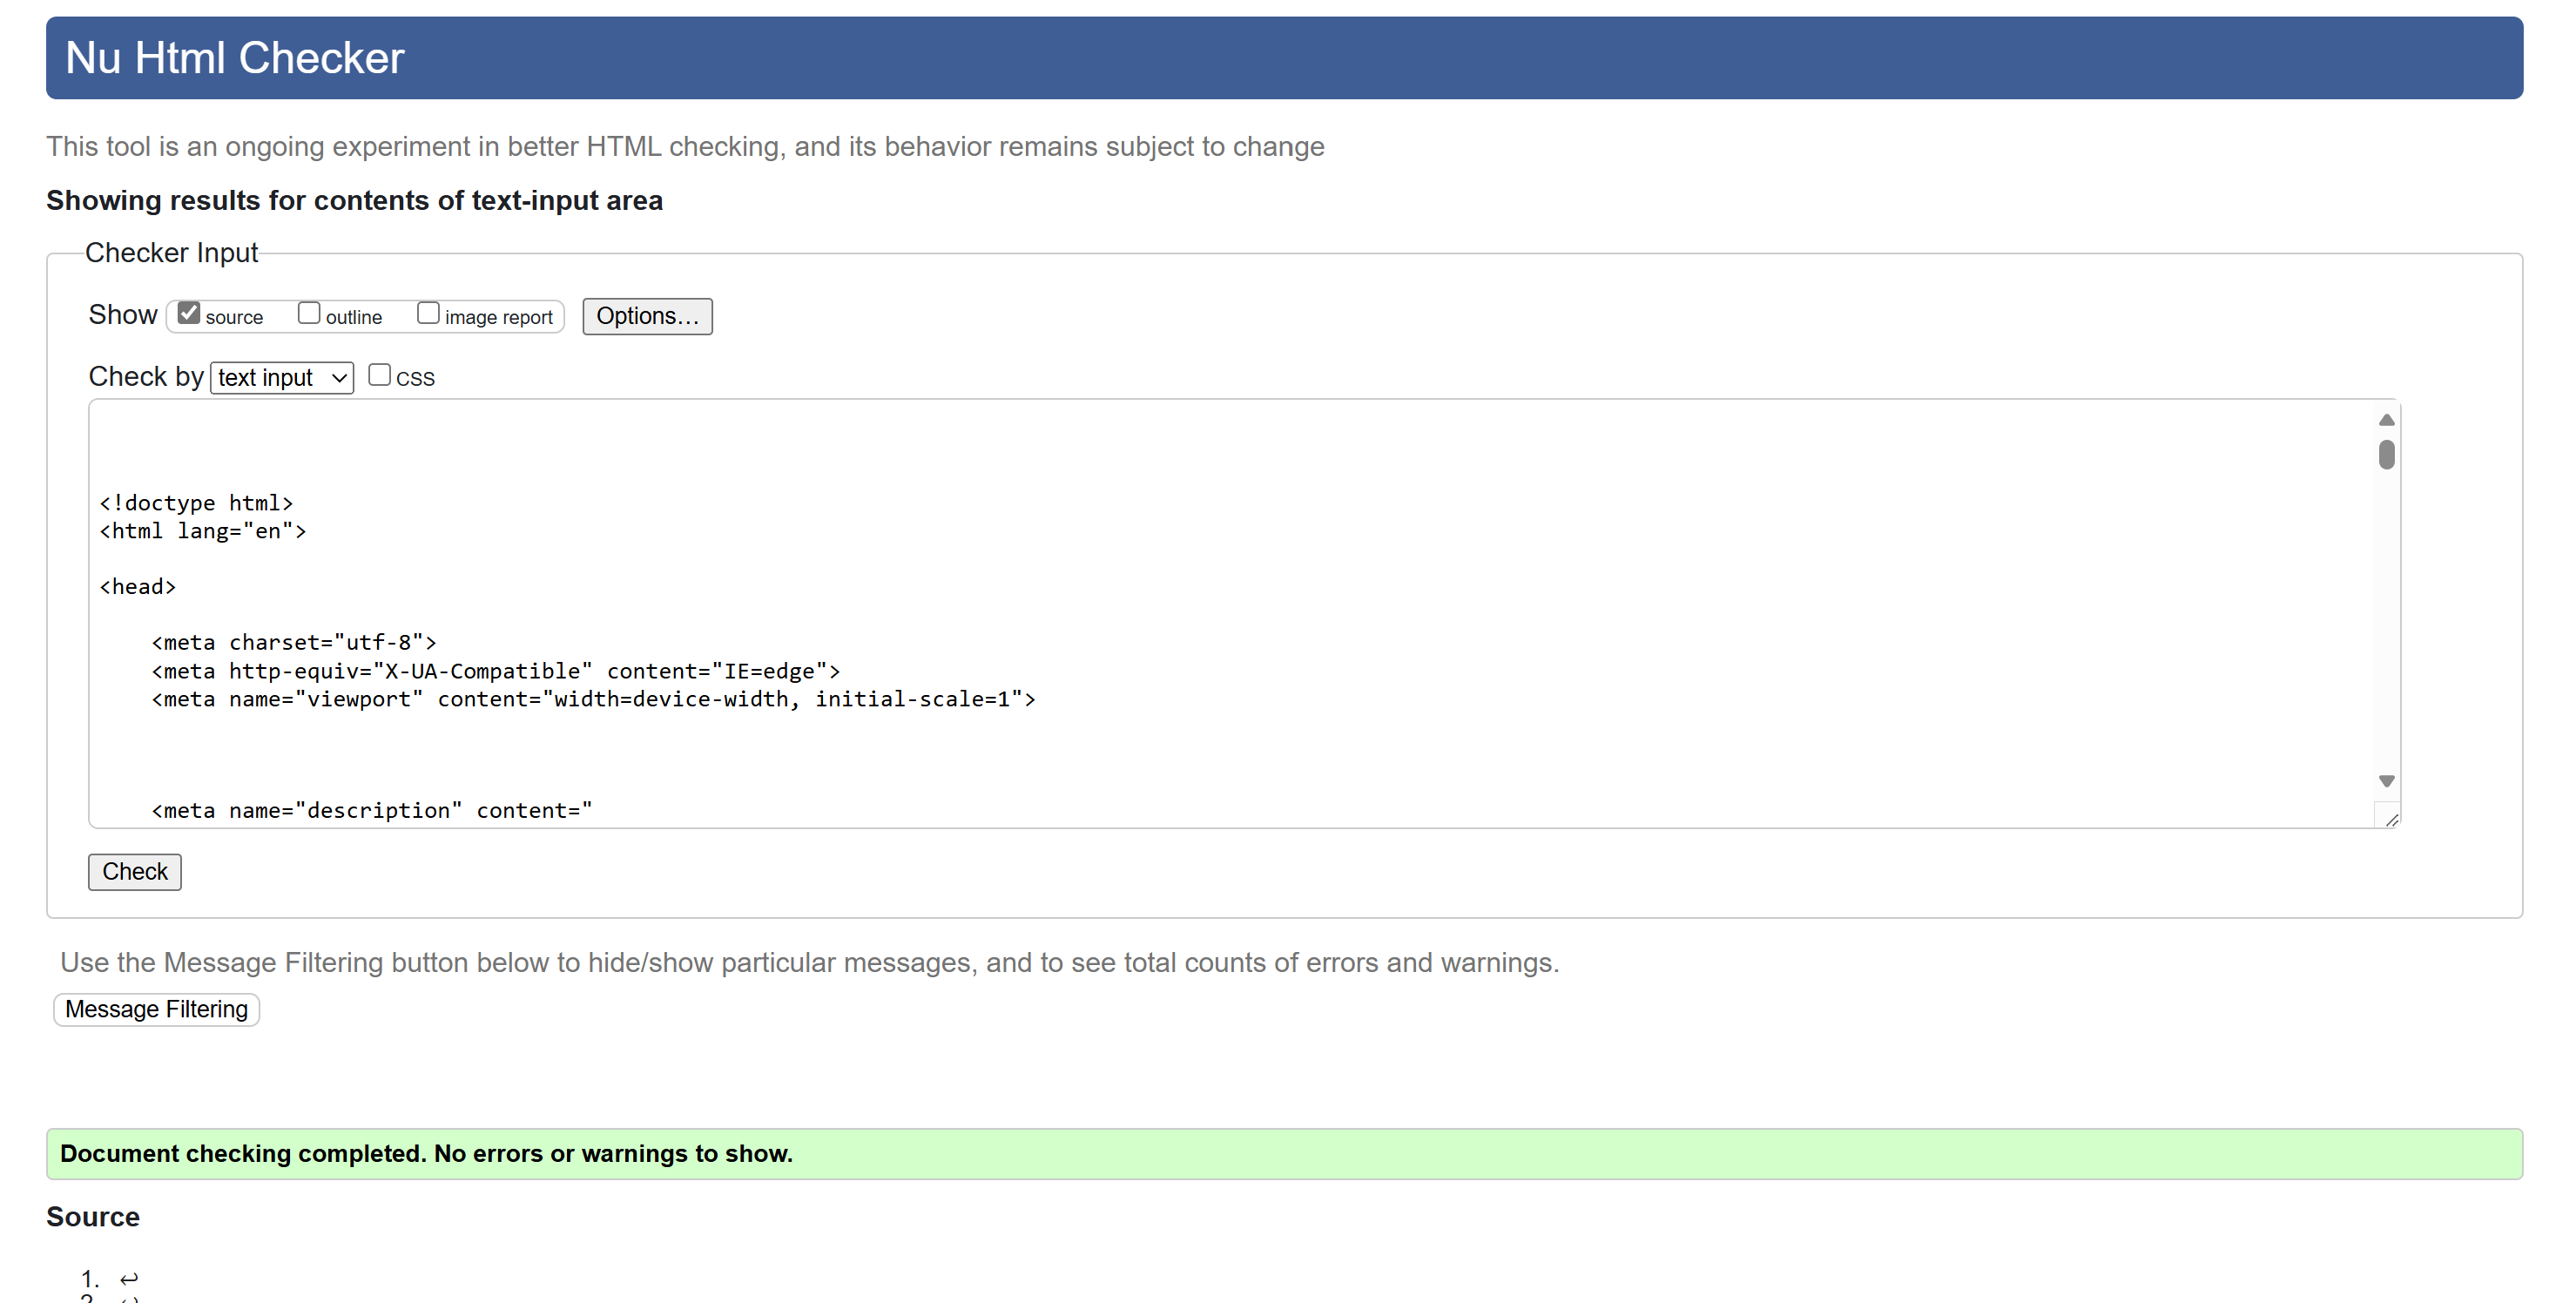 Nu Html Checker
This tool is an ongoing experiment in better HTML checking, and its behavior remains subject to change
Showing results for contents of text-input area
Checker Input
Show source outline image report Options...
Check by text input CSS
<!doctype html>
<html lang="en">
<head>
<meta charset="utf-8">
<meta http-equiv="X-UA-Compatible" content="IE=edge">
<meta name="viewport" content="width=device-width, initial-scale=1">
<meta name="description" content="
Check
Use the Message Filtering button below to hide/show particular messages, and to see total counts of errors and warnings.
Message Filtering
Document checking completed. No errors or warnings to show.
Source
1. ↩